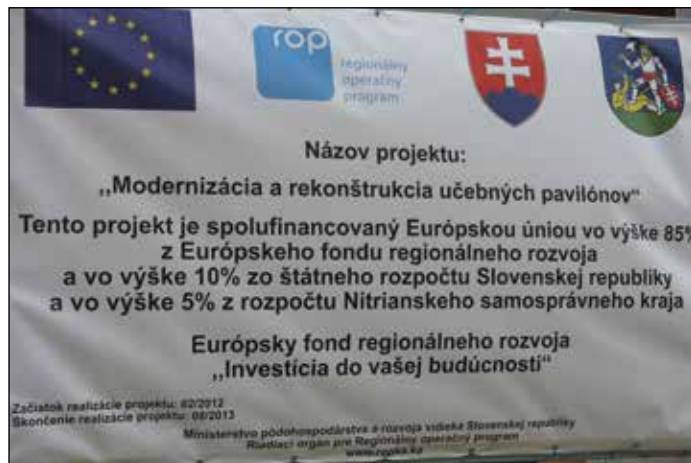 rop
regionálny
operačný
program
Názov projektu:
,,Modernizácia a rekonštrukcia učebných pavilónov“
Tento projekt je spolufinancovaný Európskou úniou vo výške 85%
z Európskeho fondu regionálneho rozvoja
a vo výške 10% zo štátneho rozpočtu Slovenskej republiky
a vo výške 5% z rozpočtu Nitrianskeho samosprávneho kraja
Európsky fond regionálneho rozvoja
,,Investícia do vašej budúcnosti“
Začiatok realizácie projektu: 02/2012
Skončenie realizácie projektu: 08/2013
Ministerstvo pôdohospodárstva a rozvoja vidieka Slovenskej republiky
Riadiaci orgán pre Regionálny operačný program